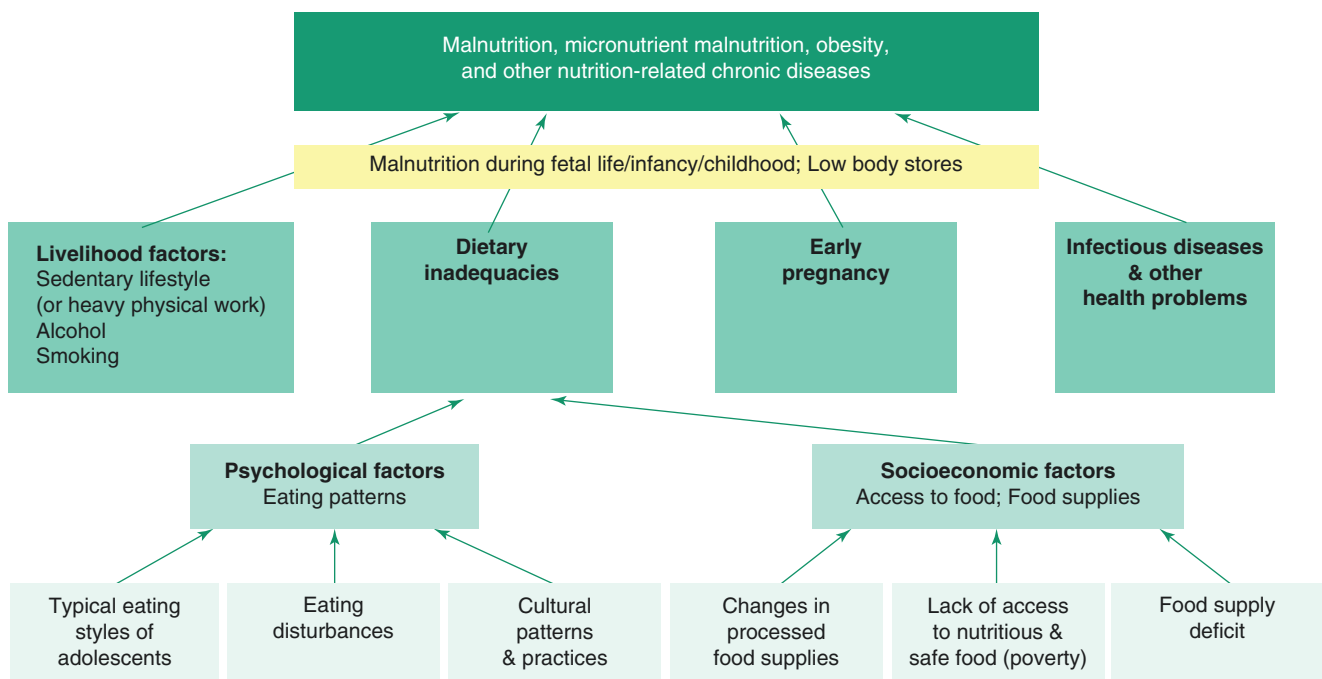 Malnutrition, micronutrient malnutrition, obesity,
and other nutrition-related chronic diseases
Malnutrition during fetal life/infancy/childhood; Low body stores
Livelihood factors:
Sedentary lifestyle
(or heavy physical work)
Alcohol
Smoking
Dietary
inadequacies
Early
pregnancy
Infectious diseases
& other
health problems
Psychological factors
Eating patterns
Socioeconomic factors
Access to food; Food supplies
Typical eating
styles of
adolescents
Eating
disturbances
Cultural
patterns
& practices
Changes in
processed
food supplies
Lack of access
to nutritious &
safe food (poverty)
Food supply
deficit